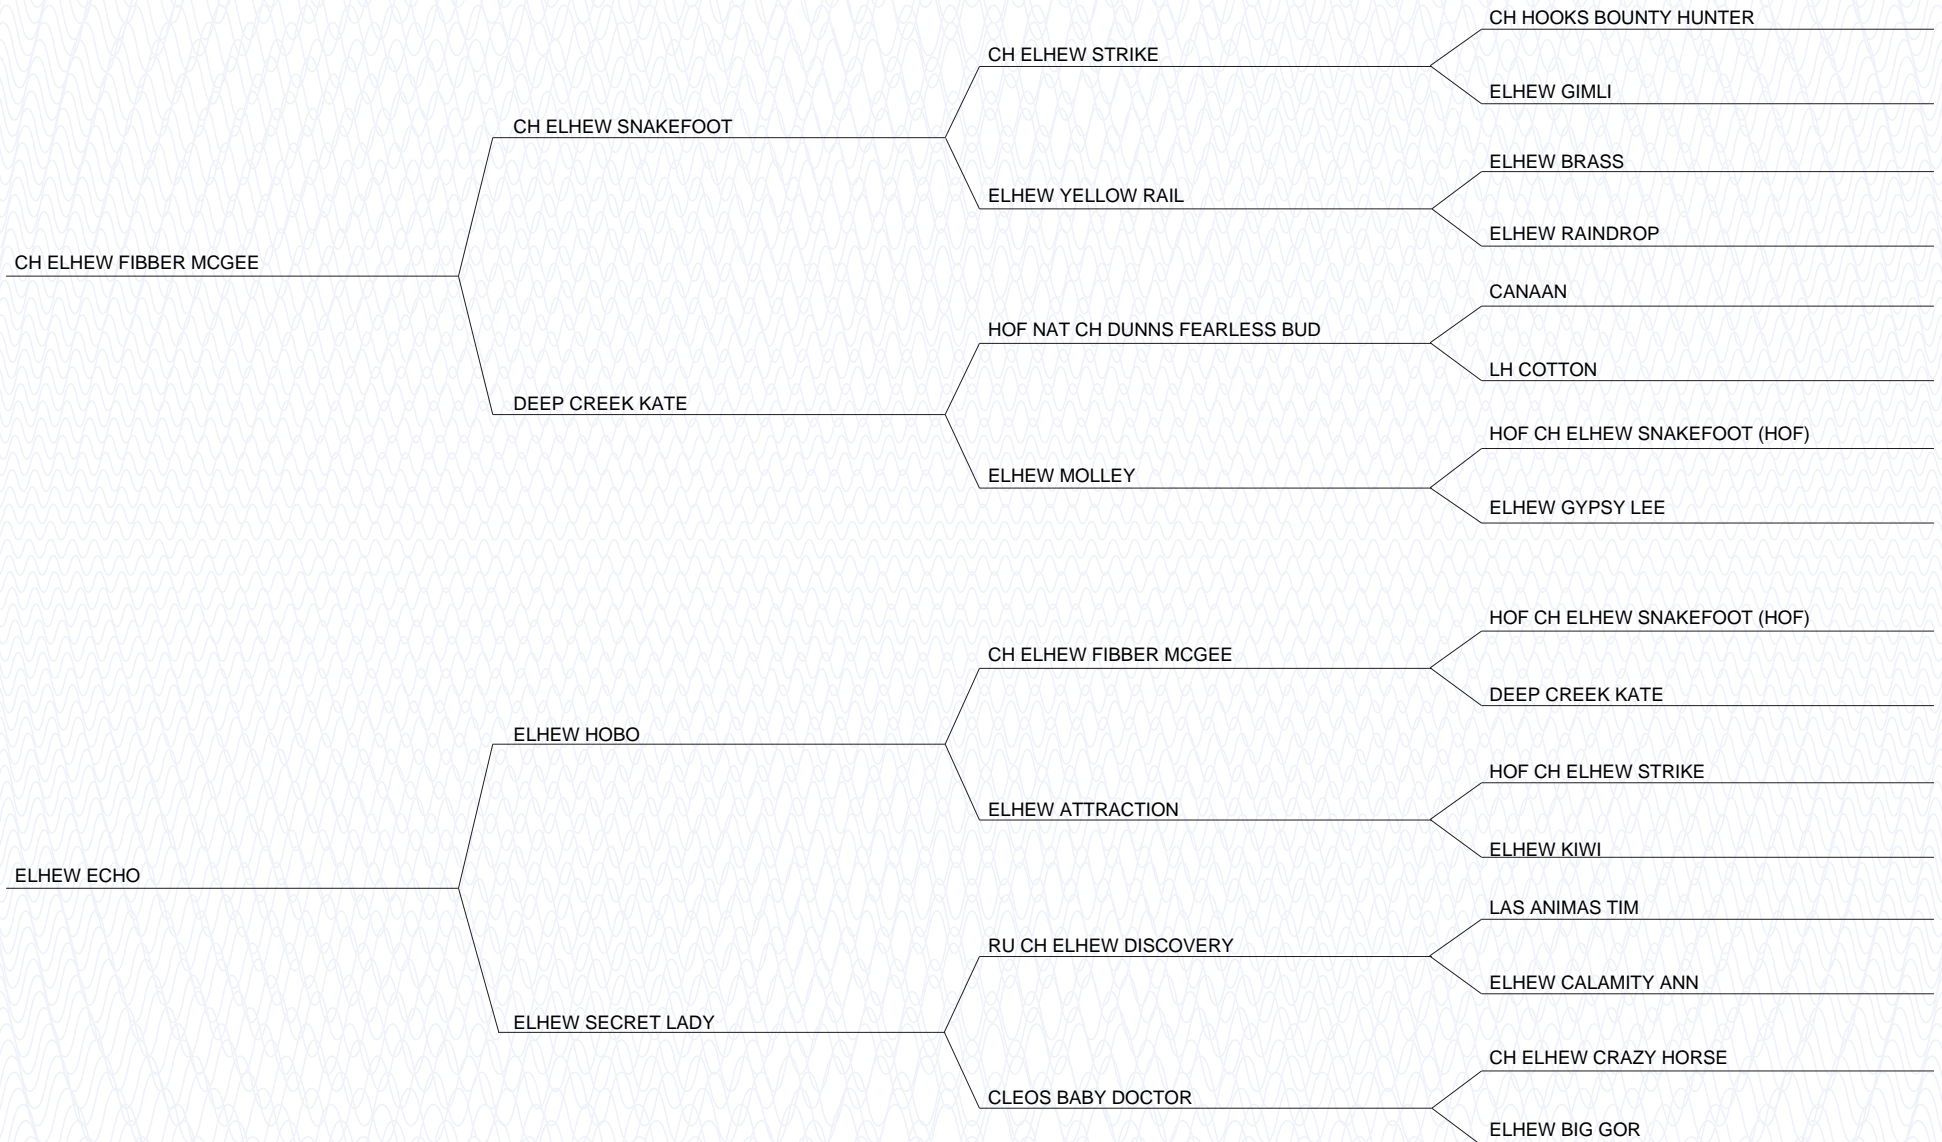 CH HOOKS BOUNTY HUNTER
CH ELHEW STRIKE
ELHEW GIMLI
CH ELHEW SNAKEFOOT
ELHEW BRASS
ELHEW YELLOW RAIL
ELHEW RAINDROP
CH ELHEW FIBBER MCGEE
CANAAN
HOF NAT CH DUNNS FEARLESS BUD
LH COTTON
DEEP CREEK KATE
HOF CH ELHEW SNAKEFOOT (HOF)
ELHEW MOLLEY
ELHEW GYPSY LEE
HOF CH ELHEW SNAKEFOOT (HOF)
CH ELHEW FIBBER MCGEE
DEEP CREEK KATE
ELHEW HOBO
HOF CH ELHEW STRIKE
ELHEW ATTRACTION
ELHEW KIWI
ELHEW ECHO
LAS ANIMAS TIM
RU CH ELHEW DISCOVERY
ELHEW CALAMITY ANN
ELHEW SECRET LADY
CH ELHEW CRAZY HORSE
CLEOS BABY DOCTOR
ELHEW BIG GOR